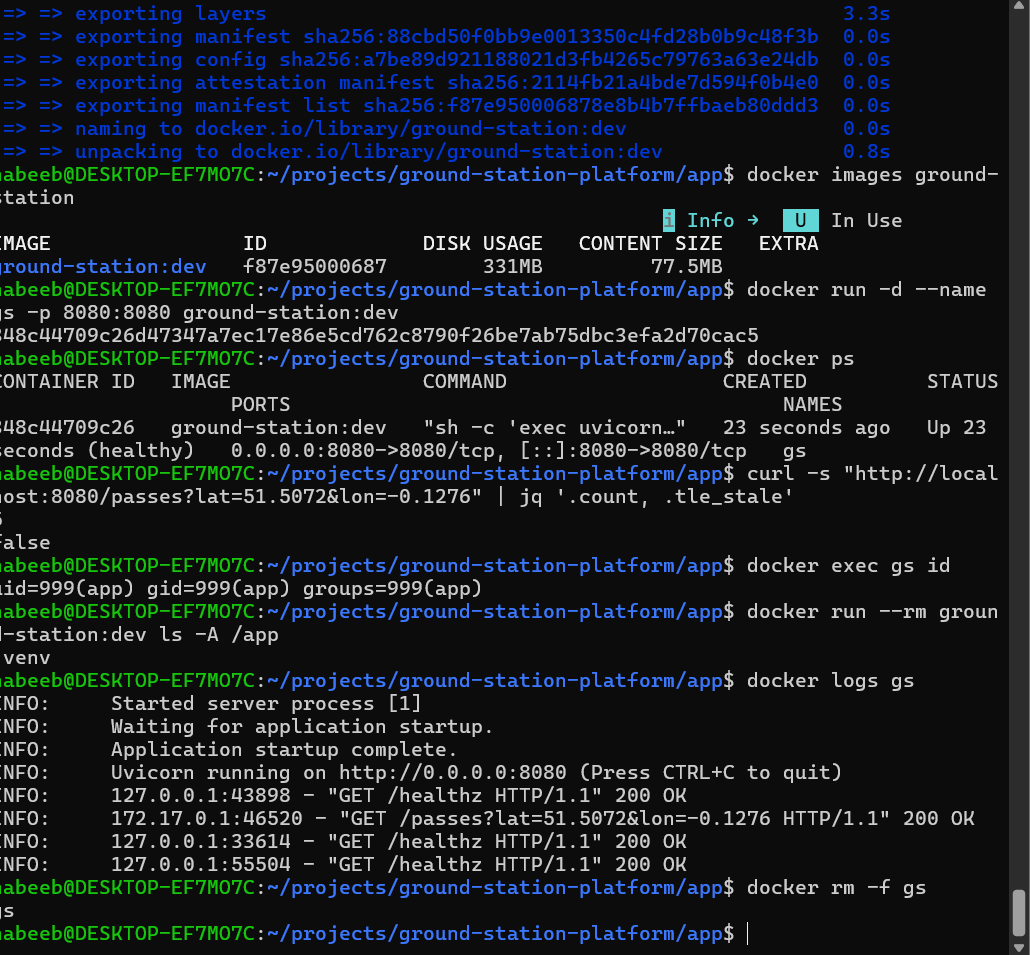 => => exporting layers 3.3s
=> => exporting manifest sha256:88cbd50f0bb9e0013350c4fd28b0b9c48f3b 0.0s
=> => exporting config sha256:a7be89d921188021d3fb4265c79763a63e24db 0.0s
=> => exporting attestation manifest sha256:2114fb21a4bde7d594f0b4e0 0.0s
=> => exporting manifest list sha256:f87e950006878e8b4b7ffbaeb80ddd3 0.0s
=> => naming to docker.io/library/ground-station:dev 0.0s
=> => unpacking to docker.io/library/ground-station:dev 0.8s
nabeeb@DESKTOP-EF7MO7C:~/projects/ground-station-platform/app$ docker images ground-
station
i Info → U In Use
IMAGE ID DISK USAGE CONTENT SIZE EXTRA
ground-station:dev f87e95000687 331MB 77.5MB
nabeeb@DESKTOP-EF7MO7C:~/projects/ground-station-platform/app$ docker run -d --name
gs -p 8080:8080 ground-station:dev
848c44709c26d47347a7ec17e86e5cd762c8790f26be7ab75dbc3efa2d70cac5
nabeeb@DESKTOP-EF7MO7C:~/projects/ground-station-platform/app$ docker ps
CONTAINER ID IMAGE COMMAND CREATED STATUS
PORTS NAMES
848c44709c26 ground-station:dev "sh -c 'exec uvicorn…" 23 seconds ago Up 23
seconds (healthy) 0.0.0.0:8080->8080/tcp, [::]:8080->8080/tcp gs
nabeeb@DESKTOP-EF7MO7C:~/projects/ground-station-platform/app$ curl -s "http://local
host:8080/passes?lat=51.5072&lon=-0.1276" | jq '.count, .tle_stale'
false
nabeeb@DESKTOP-EF7MO7C:~/projects/ground-station-platform/app$ docker exec gs id
uid=999(app) gid=999(app) groups=999(app)
nabeeb@DESKTOP-EF7MO7C:~/projects/ground-station-platform/app$ docker run --rm groun
d-station:dev ls -A /app
.venv
nabeeb@DESKTOP-EF7MO7C:~/projects/ground-station-platform/app$ docker logs gs
INFO: Started server process [1]
INFO: Waiting for application startup.
INFO: Application startup complete.
INFO: Uvicorn running on http://0.0.0.0:8080 (Press CTRL+C to quit)
INFO: 127.0.0.1:43898 - "GET /healthz HTTP/1.1" 200 OK
INFO: 172.17.0.1:46520 - "GET /passes?lat=51.5072&lon=-0.1276 HTTP/1.1" 200 OK
INFO: 127.0.0.1:33614 - "GET /healthz HTTP/1.1" 200 OK
INFO: 127.0.0.1:55504 - "GET /healthz HTTP/1.1" 200 OK
nabeeb@DESKTOP-EF7MO7C:~/projects/ground-station-platform/app$ docker rm -f gs
gs
nabeeb@DESKTOP-EF7MO7C:~/projects/ground-station-platform/app$